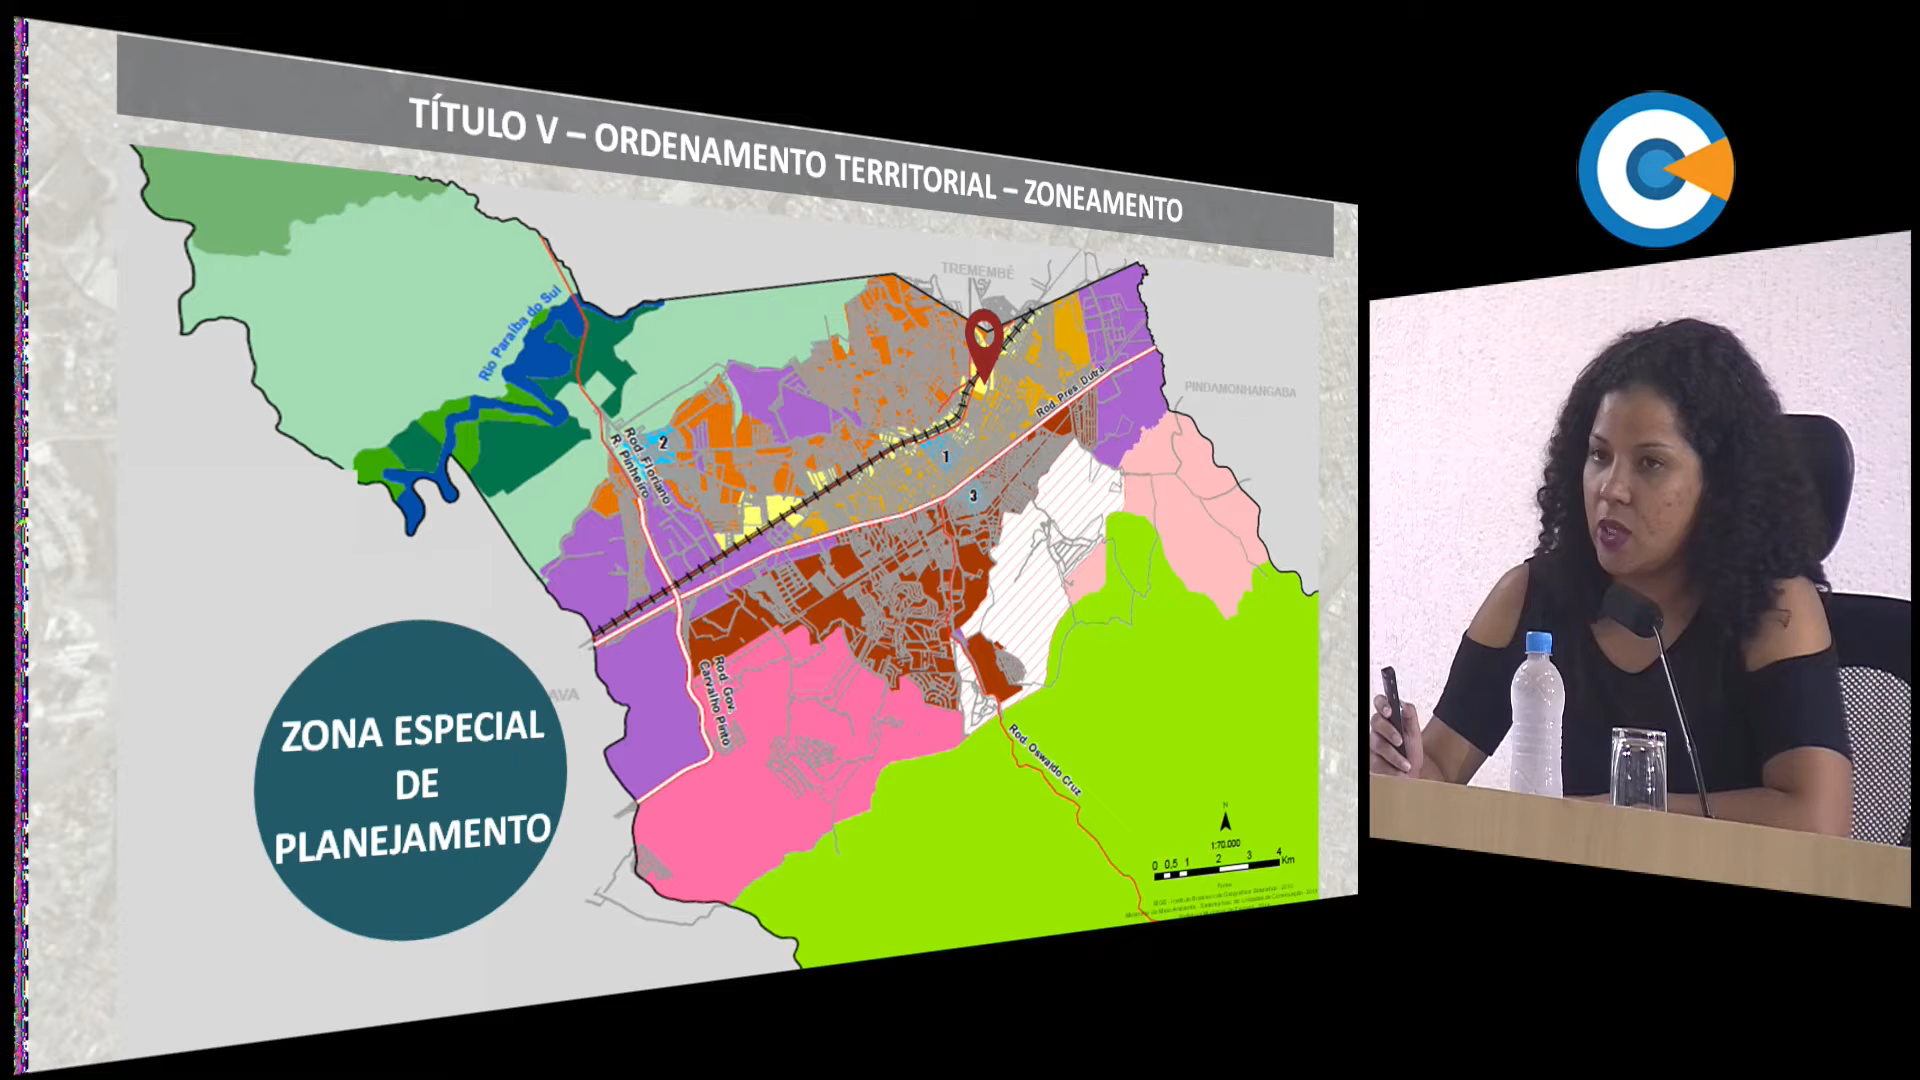 TÍTULO V – ORDENAMENTO TERRITORIAL – ZONEAMENTO
TREMEMBÉ
Rio Paraíba do Sul
PINDAMONHANGABA
Rod. Pres. Dutra
2
1
3
Rod. Floriano
R. Pinheiro
Rod. Gov.
Carvalho Pinto
AVA
Rod. Oswaldo Cruz
ZONA ESPECIAL
DE
PLANEJAMENTO
N
1:70.000
0 0,5 1 2 3 4
Km